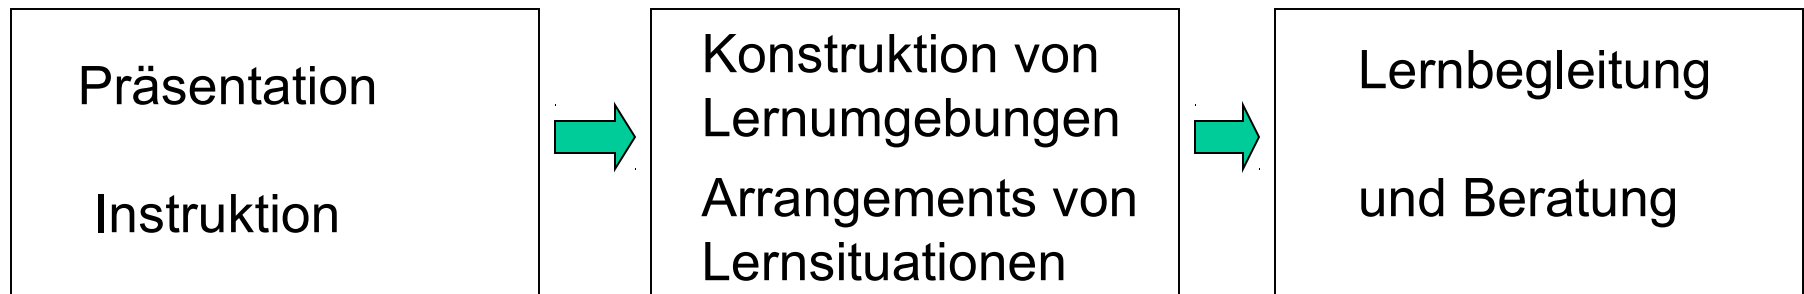 Präsentation
Instruktion
Konstruktion von
Lernumgebungen
Arrangements von
Lernsituationen
Lernbegleitung
und Beratung